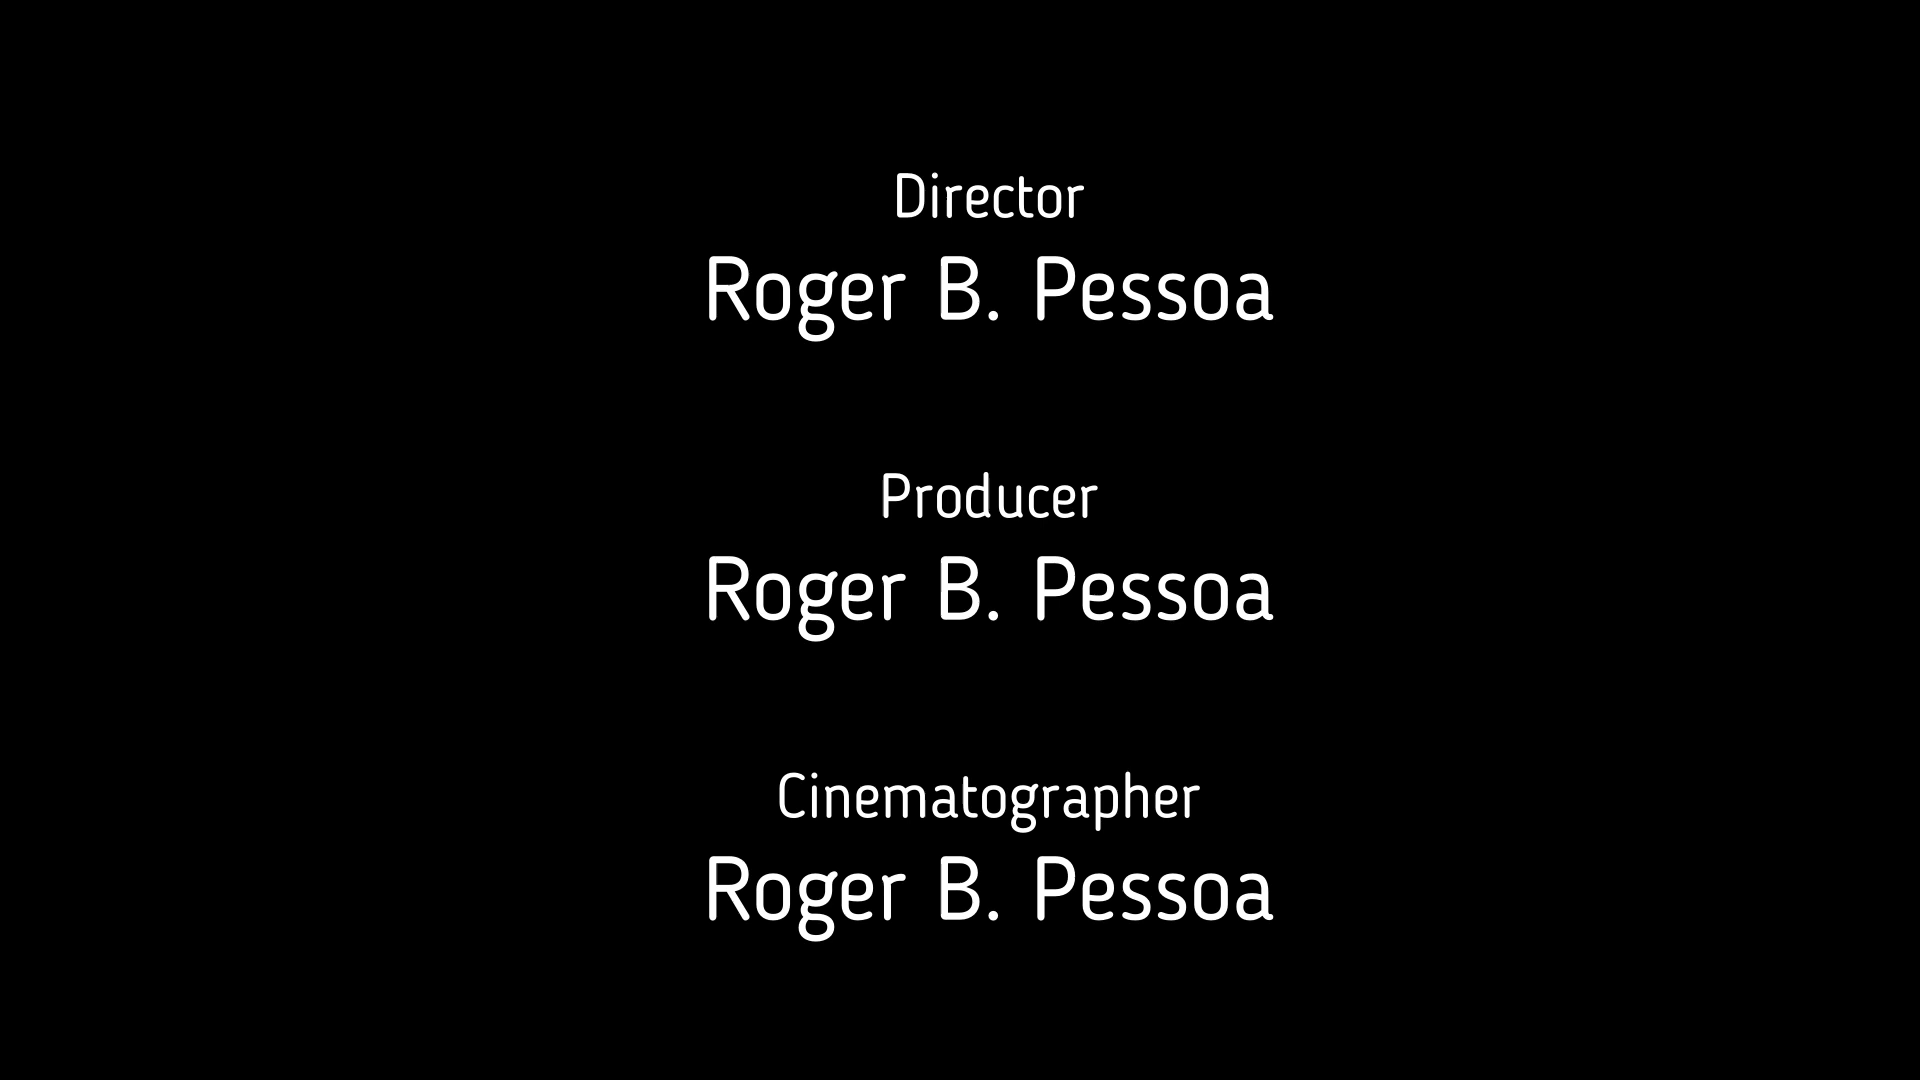 Director
Roger B. Pessoa
Producer
Roger B. Pessoa
Cinematographer
Roger B. Pessoa